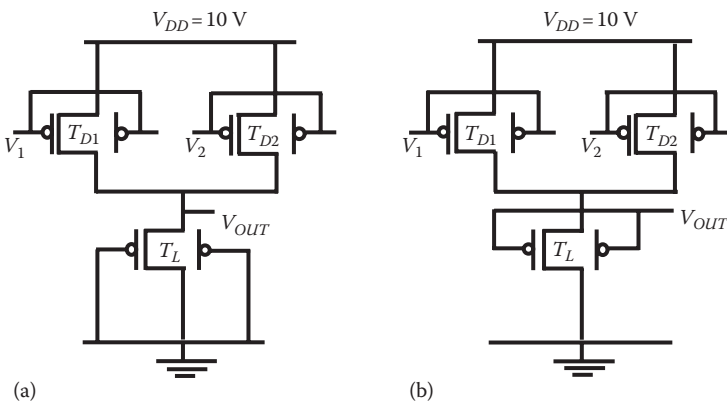 V_DD = 10 V
V_1
T_D1
V_2
T_D2
V_OUT
T_L
(a)
V_DD = 10 V
V_1
T_D1
V_2
T_D2
V_OUT
T_L
(b)